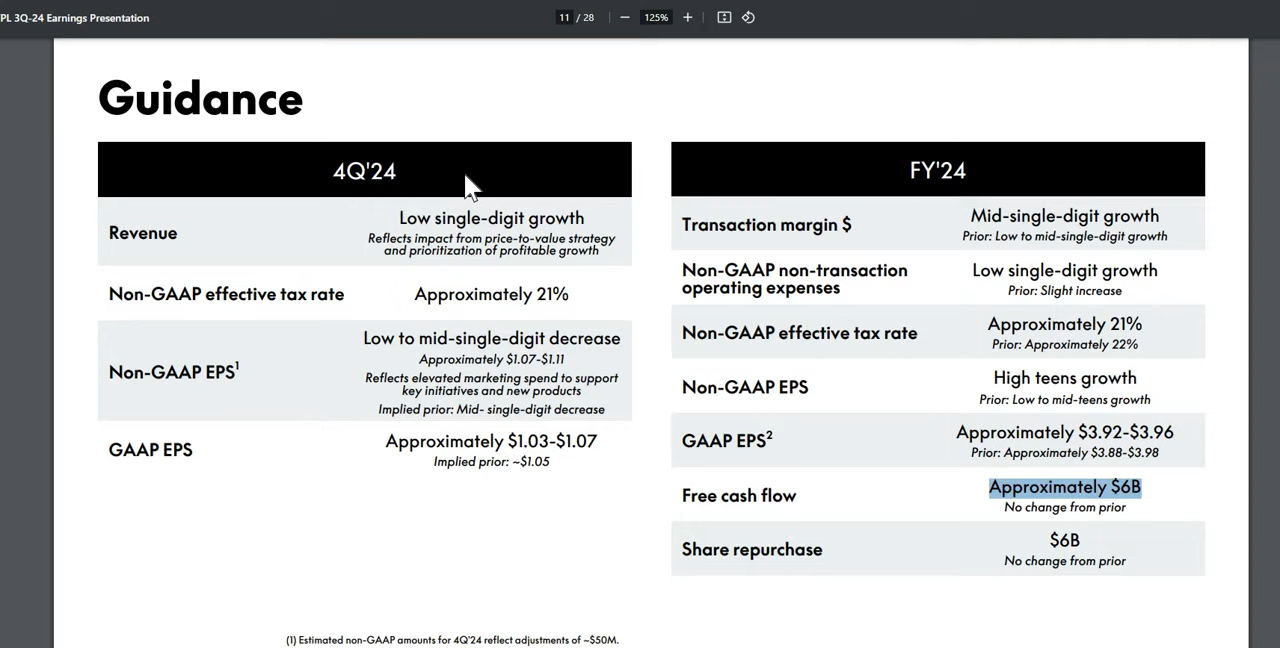 PL 3Q-24 Earnings Presentation
11 / 28
125%
Guidance
4Q'24
Revenue
Low single-digit growth
Reflects impact from price-to-value strategy
and prioritization of profitable growth
Non-GAAP effective tax rate
Approximately 21%
Non-GAAP EPS¹
Low to mid-single-digit decrease
Approximately $1.07-$1.11
Reflects elevated marketing spend to support
key initiatives and new products
Implied prior: Mid- single-digit decrease
GAAP EPS
Approximately $1.03-$1.07
Implied prior: ~$1.05
FY'24
Transaction margin $
Mid-single-digit growth
Prior: Low to mid-single-digit growth
Non-GAAP non-transaction
operating expenses
Low single-digit growth
Prior: Slight increase
Non-GAAP effective tax rate
Approximately 21%
Prior: Approximately 22%
Non-GAAP EPS
High teens growth
Prior: Low to mid-teens growth
GAAP EPS²
Approximately $3.92-$3.96
Prior: Approximately $3.88-$3.98
Free cash flow
Approximately $6B
No change from prior
Share repurchase
$6B
No change from prior
(1) Estimated non-GAAP amounts for 4Q'24 reflect adjustments of ~$50M.